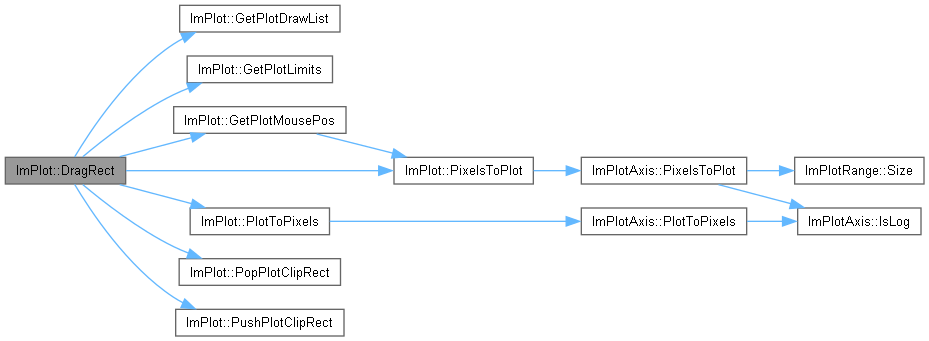 ImPlot::GetPlotDrawList
ImPlot::GetPlotLimits
ImPlot::GetPlotMousePos
ImPlot::DragRect
ImPlot::PixelsToPlot
ImPlotAxis::PixelsToPlot
ImPlotRange::Size
ImPlot::PlotToPixels
ImPlotAxis::PlotToPixels
ImPlotAxis::IsLog
ImPlot::PopPlotClipRect
ImPlot::PushPlotClipRect